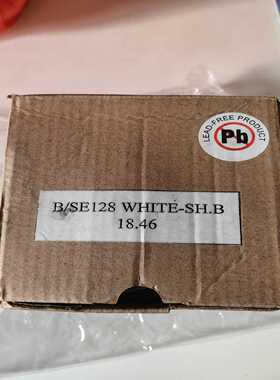 LEAD-FREE PRODUCT
Pb
B/SE128 WHITE-SH.B
18.46